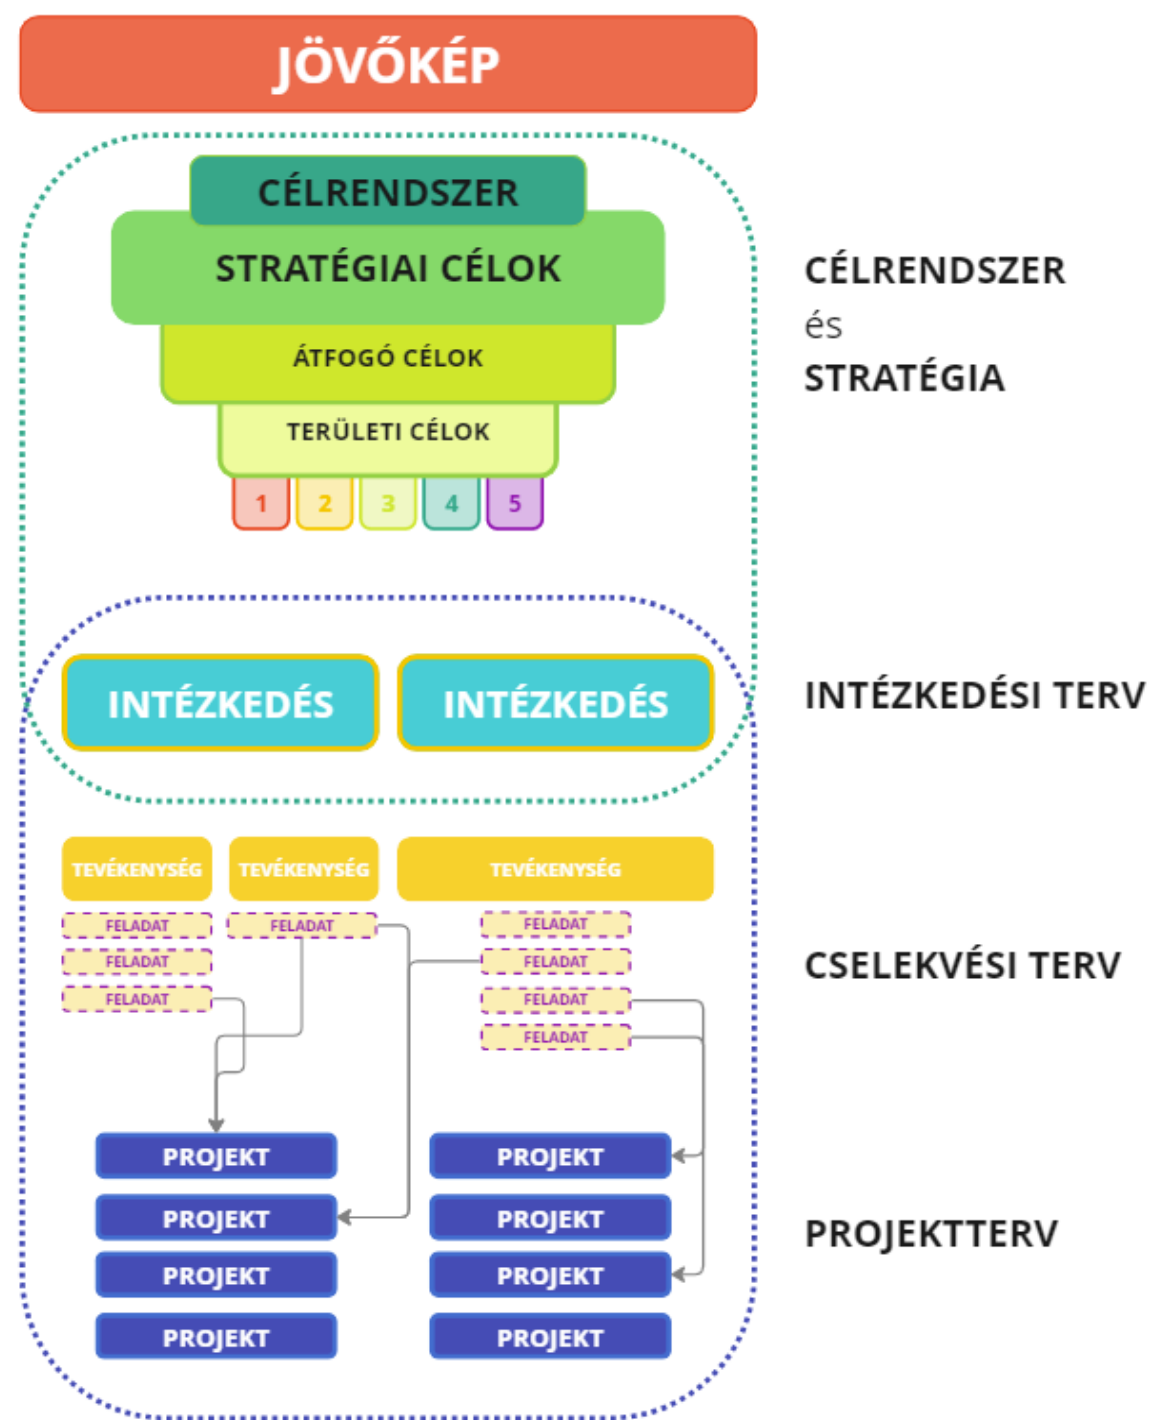 JÖVŐKÉP
CÉLRENDSZER
STRATÉGIAI CÉLOK
ÁTFOGÓ CÉLOK
TERÜLETI CÉLOK
1 2 3 4 5
CÉLRENDSZER
és
STRATÉGIA
INTÉZKEDÉS INTÉZKEDÉS
INTÉZKEDÉSI TERV
TEVÉKENYSÉG TEVÉKENYSÉG TEVÉKENYSÉG
FELADAT FELADAT FELADAT
FELADAT FELADAT
FELADAT FELADAT
FELADAT
CSELEKVÉSI TERV
PROJEKT PROJEKT
PROJEKT PROJEKT
PROJEKT PROJEKT
PROJEKT PROJEKT
PROJEKTTERV